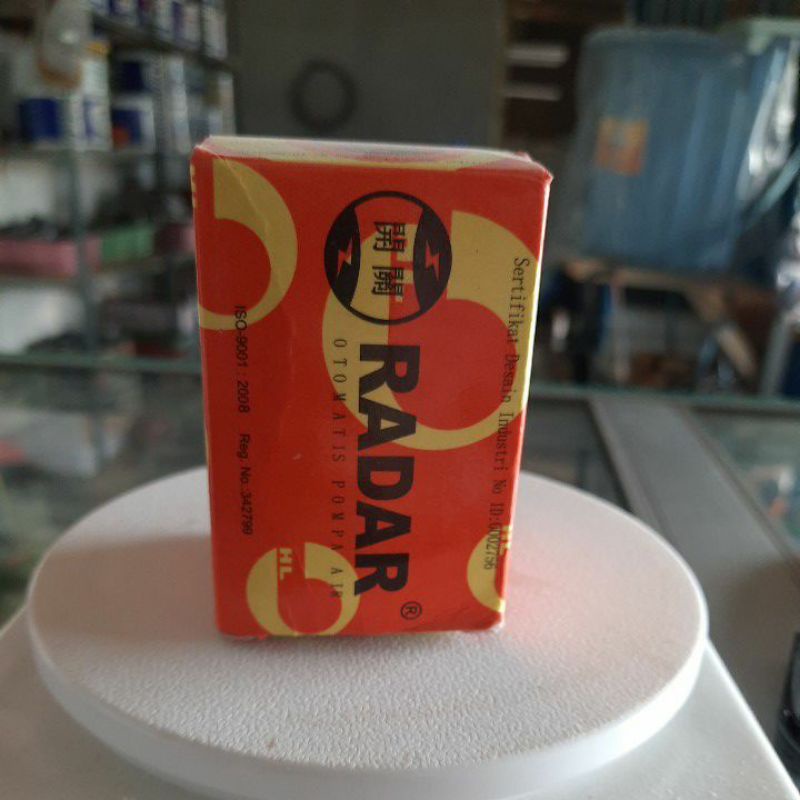 Sertifikat Desain Industri No ID:0002756
開關
RADAR®
OTOMATIS POMPA AIR
ISO-9001:2008 Reg. No.:342799
HL
HL